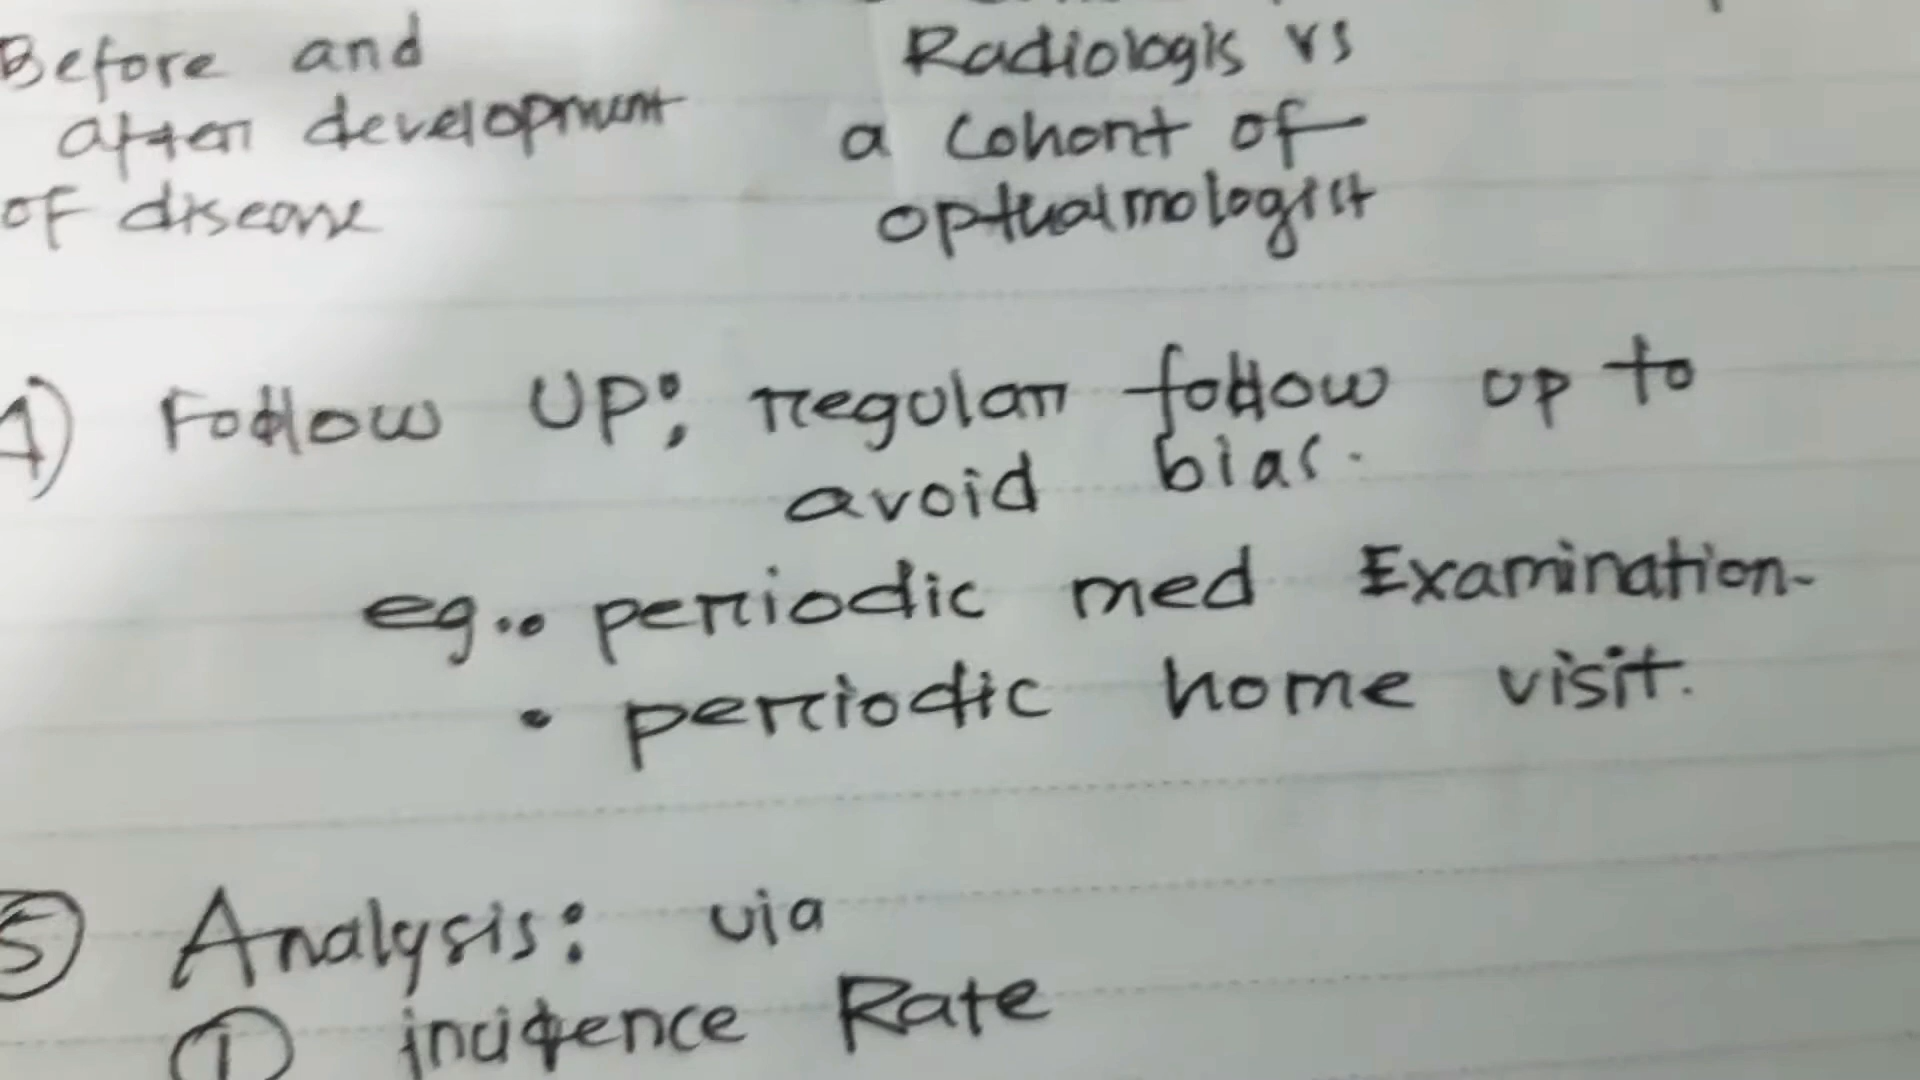 Before and
after development
of disease
Radiologis vs
a cohort of
opthalmologist
4) Follow UP; regular follow up to
avoid bias.
eg.. periodic med Examination-
• periodic home visit.
5 Analysis: via
1 incidence Rate